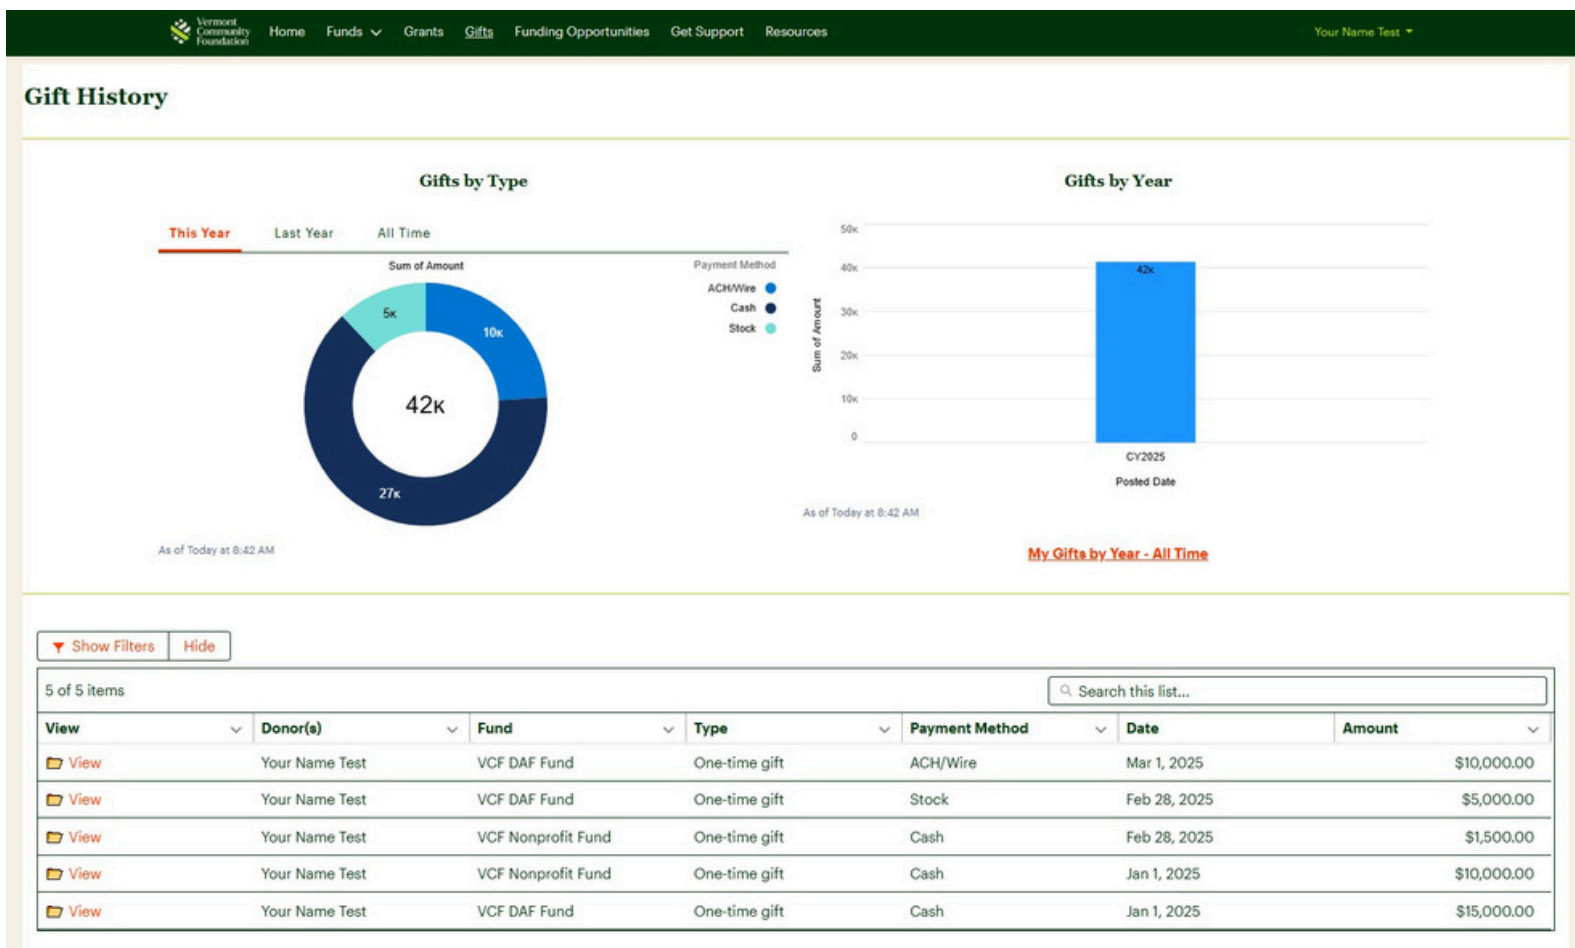 Vermont
Community
Foundation
Home Funds Grants Gifts Funding Opportunities Get Support Resources Your Name Test
Gift History
Gifts by Type
This Year Last Year All Time
Sum of Amount
Payment Method
ACH/Wire
Cash
Stock
5K
10K
42K
27K
As of Today at 8:42 AM
Gifts by Year
50K
40K
30K
20K
10K
0
Sum of Amount
42K
CY2025
Posted Date
As of Today at 8:42 AM
My Gifts by Year - All Time
Show Filters Hide
5 of 5 items Search this list...
View Donor(s) Fund Type Payment Method Date Amount
View Your Name Test VCF DAF Fund One-time gift ACH/Wire Mar 1, 2025 $10,000.00
View Your Name Test VCF DAF Fund One-time gift Stock Feb 28, 2025 $5,000.00
View Your Name Test VCF Nonprofit Fund One-time gift Cash Feb 28, 2025 $1,500.00
View Your Name Test VCF Nonprofit Fund One-time gift Cash Jan 1, 2025 $10,000.00
View Your Name Test VCF DAF Fund One-time gift Cash Jan 1, 2025 $15,000.00